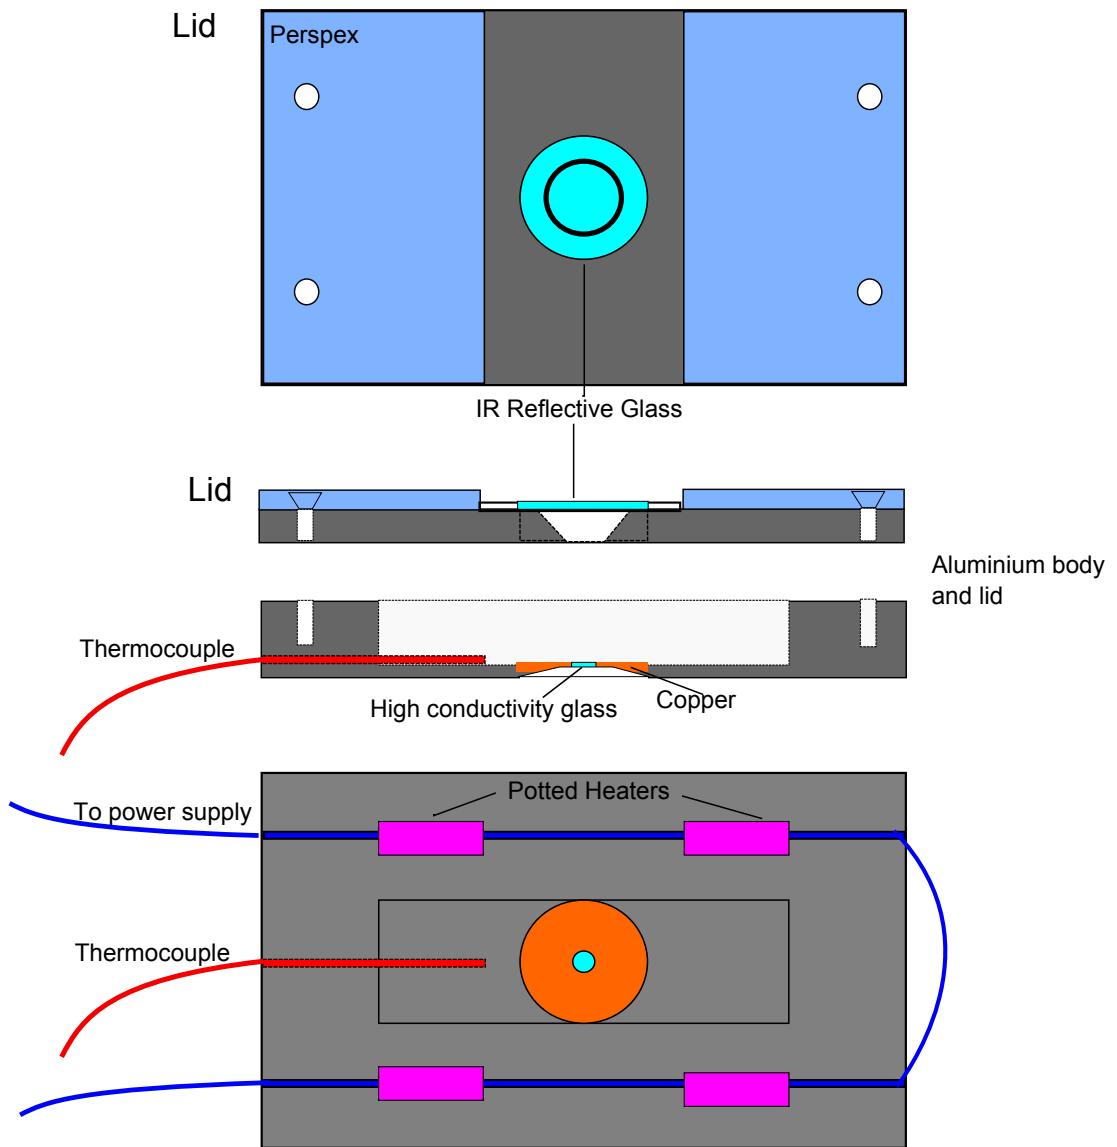 Lid
Perspex
IR Reflective Glass
Lid
Aluminium body
and lid
Thermocouple
High conductivity glass
Copper
To power supply
Potted Heaters
Thermocouple